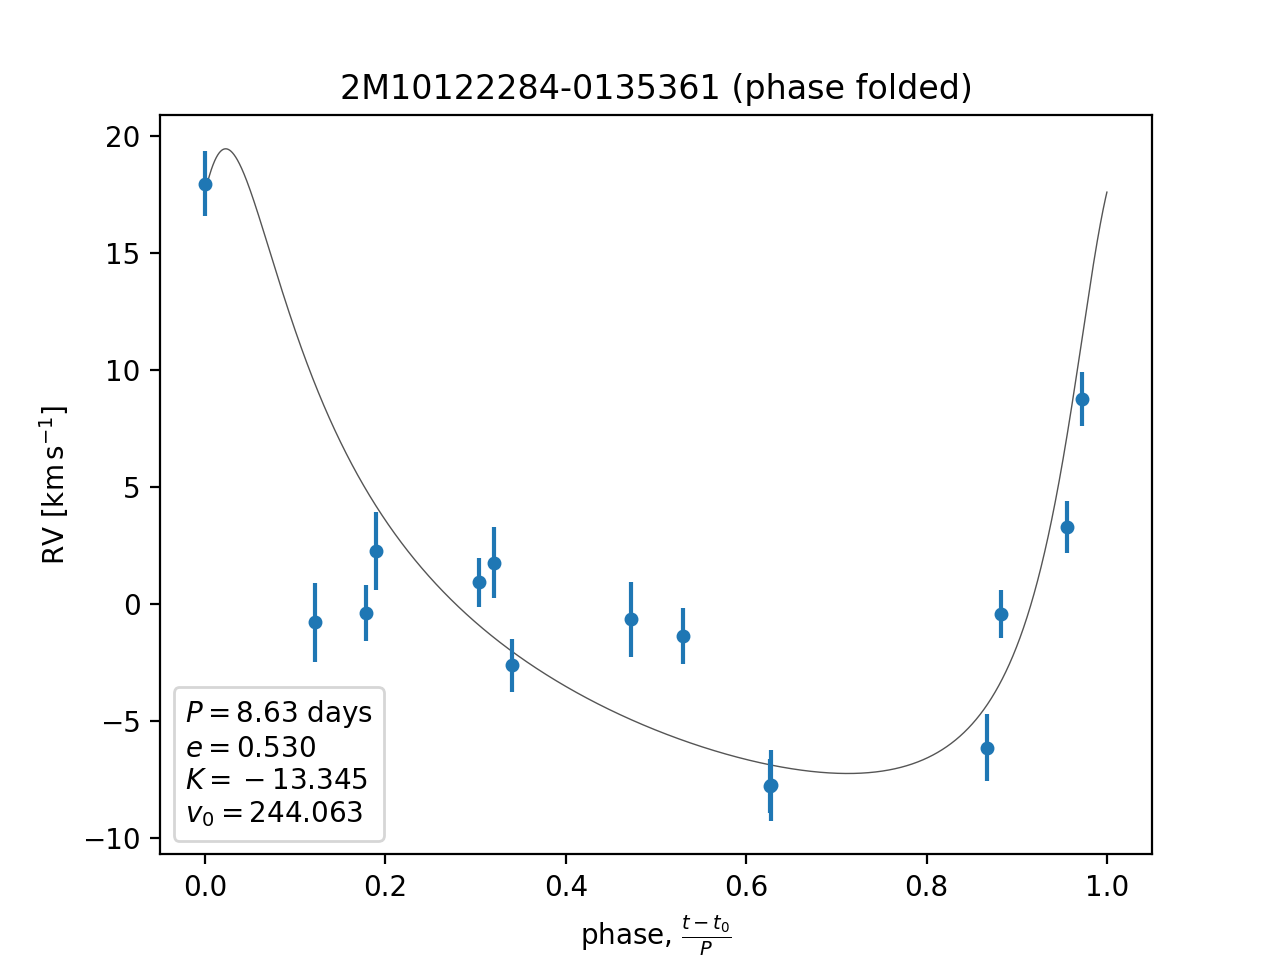 2M10122284-0135361 (phase folded)
20
15
10
5
0
−5
−10
RV [km s⁻¹]
P = 8.63 days
e = 0.530
K = −13.345
v₀ = 244.063
0.0 0.2 0.4 0.6 0.8 1.0
phase, (t − t₀)/P